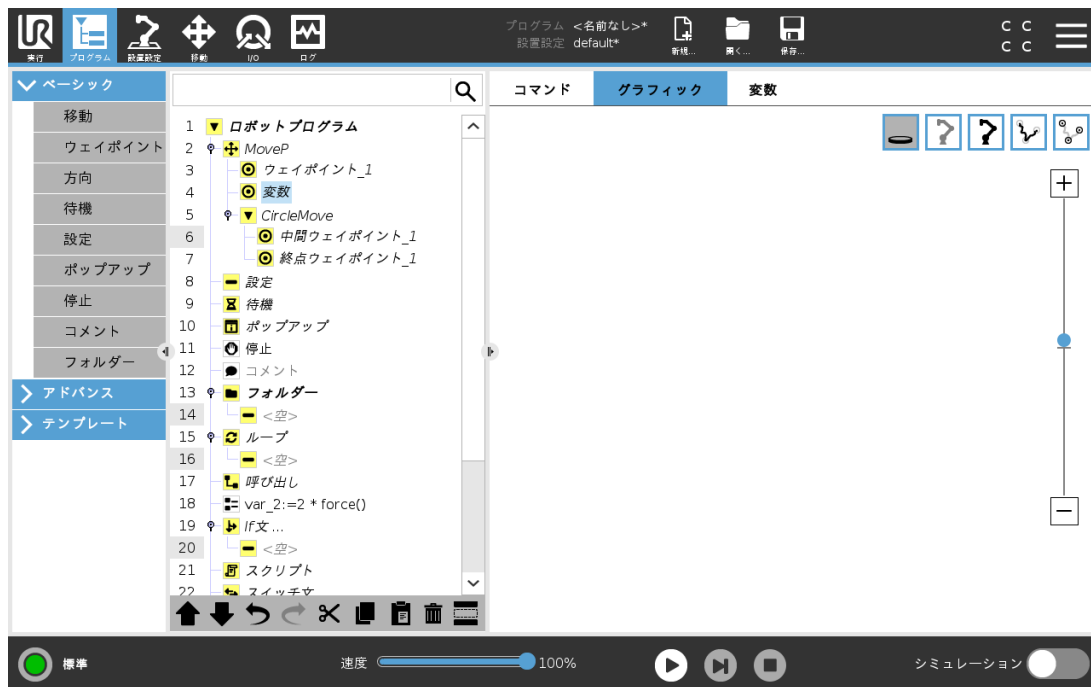 プログラム <名前なし>*
設置設定 default*
UR
実行
プログラム
設置設定
移動
I/O
ログ
新規...
開く...
保存...
C C
C C
ベーシック
移動
ウェイポイント
方向
待機
設定
ポップアップ
停止
コメント
フォルダー
アドバンス
テンプレート
1 ロボットプログラム
2 MoveP
3 ウェイポイント_1
4 変数
5 CircleMove
6 中間ウェイポイント_1
7 終点ウェイポイント_1
8 設定
9 待機
10 ポップアップ
11 停止
12 コメント
13 フォルダー
14 <空>
15 ループ
16 <空>
17 呼び出し
18 var_2:=2 * force()
19 If文 ...
20 <空>
21 スクリプト
22 スイッチ文
コマンド
グラフィック
変数
標準
速度 100%
シミュレーション